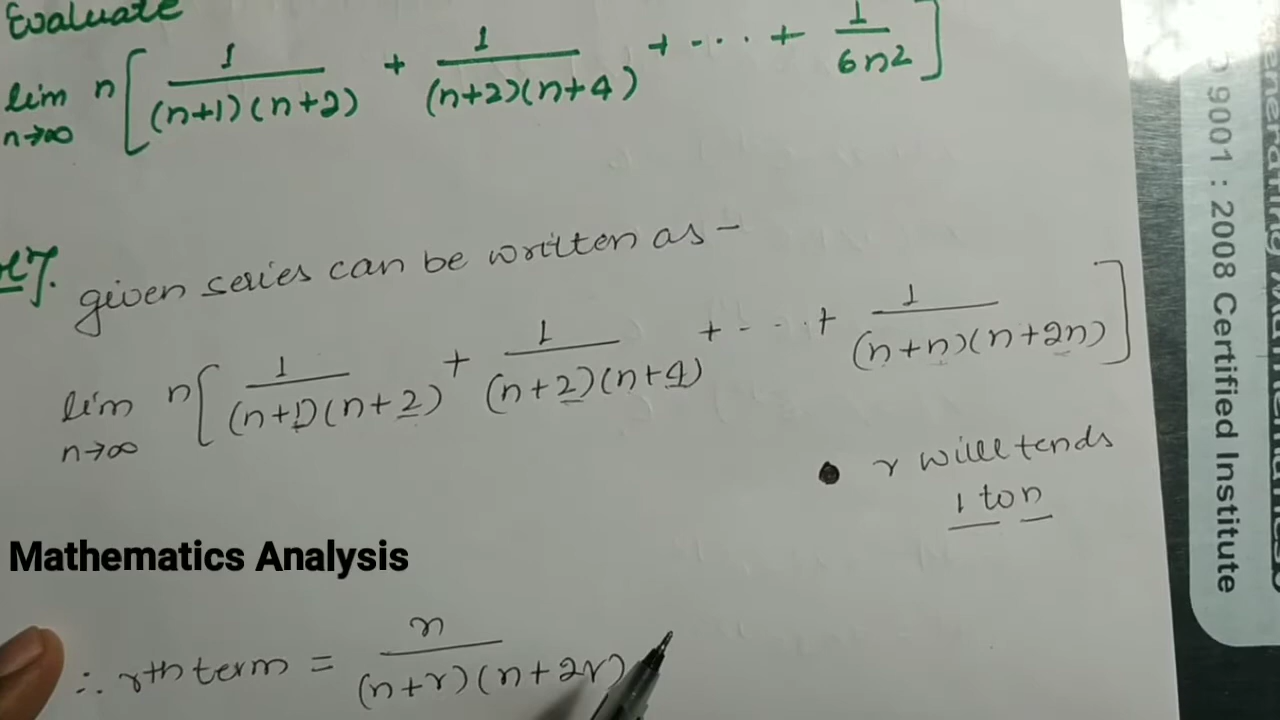 Evaluate
lim n→∞ n[ 1/(n+1)(n+2) + 1/(n+2)(n+4) + ... + 1/6n² ]
given series can be written as –
lim n→∞ n[ 1/(n+1)(n+2) + 1/(n+2)(n+4) + ... + 1/(n+n)(n+2n) ]
• r will tends
1 to n
Mathematics Analysis
∴ rth term = n/(n+r)(n+2r)
9001 : 2008 Certified Institute